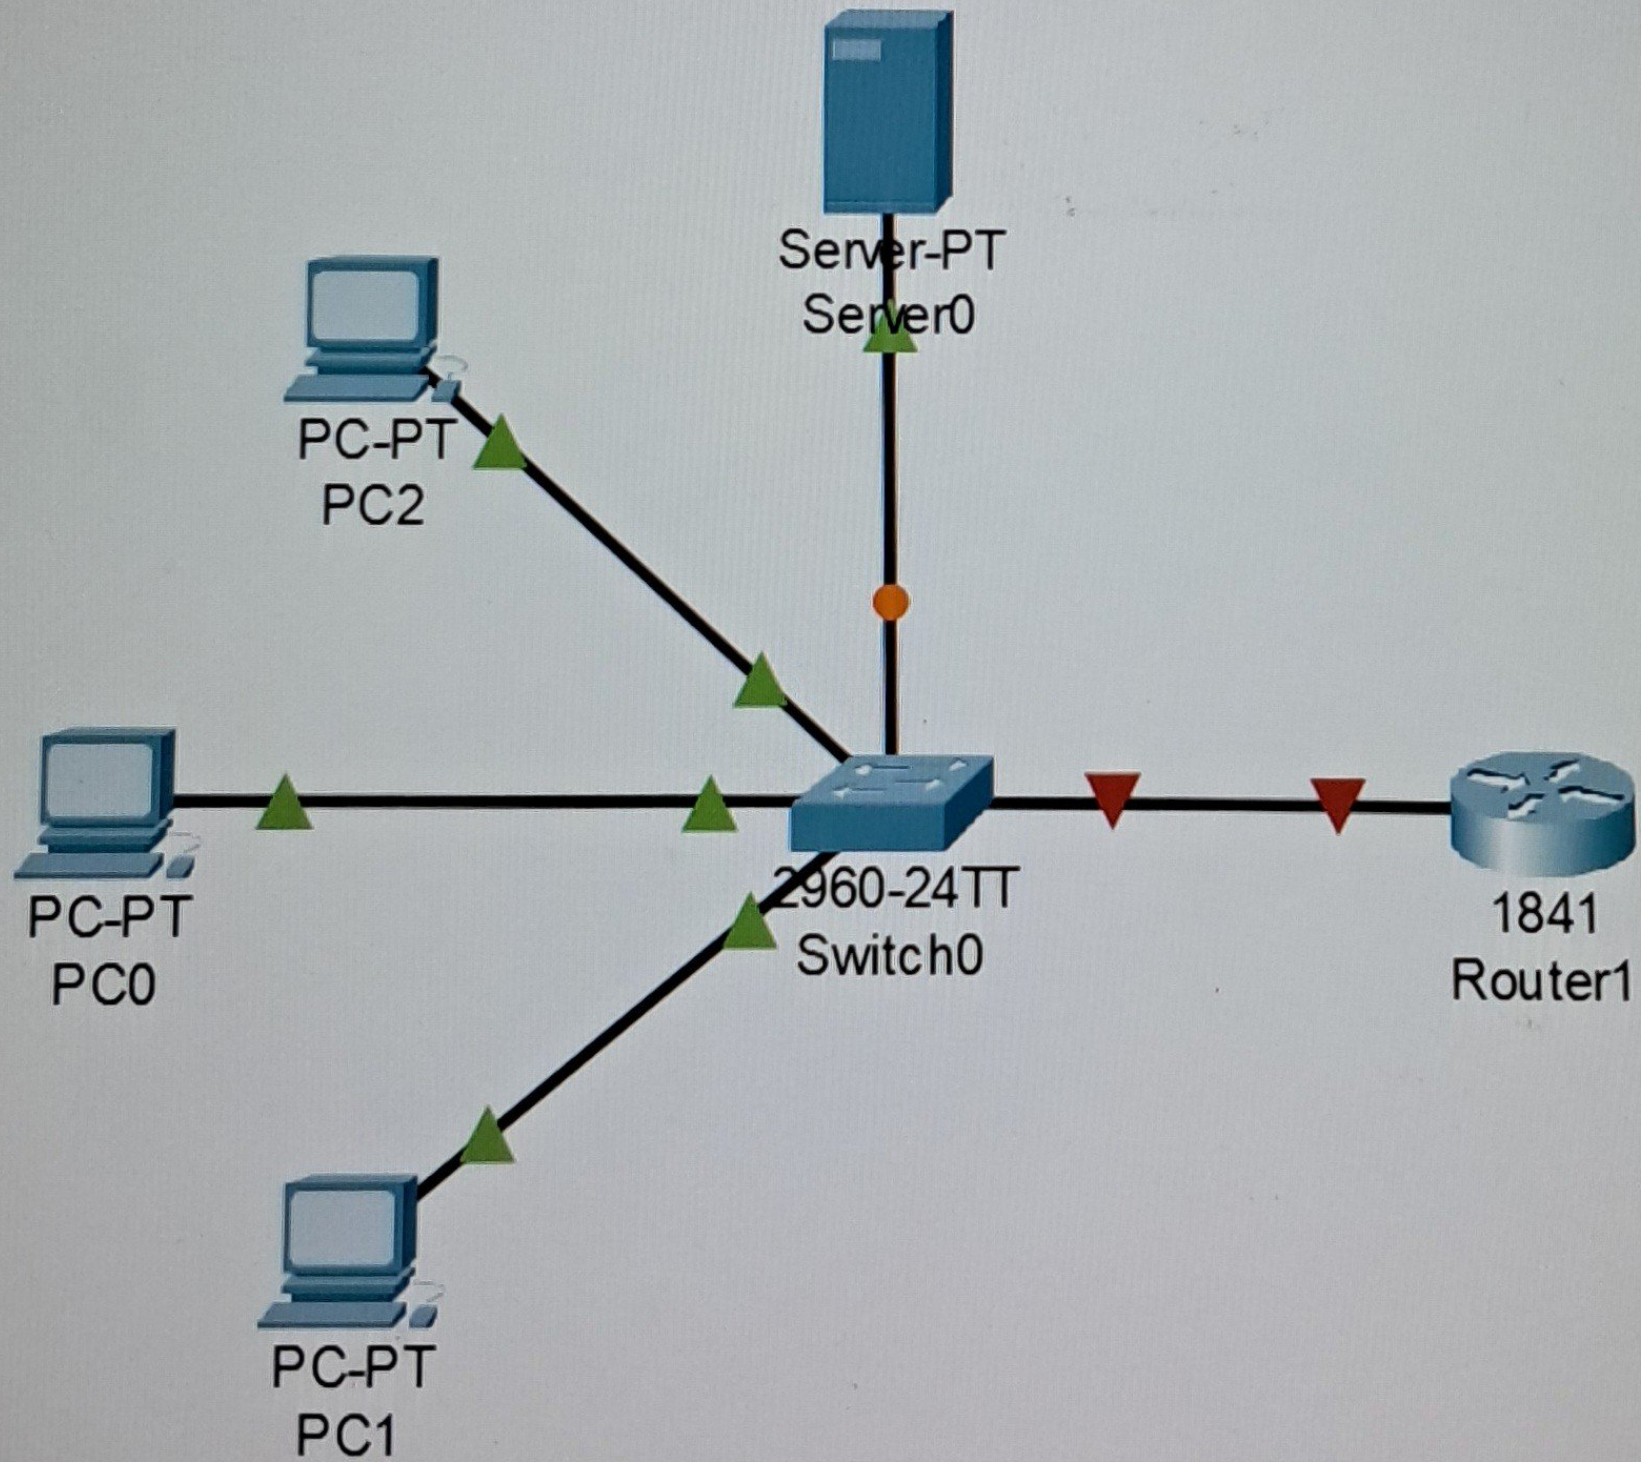 Server-PT
Server0
PC-PT
PC2
PC-PT
PC0
2960-24TT
Switch0
1841
Router1
PC-PT
PC1